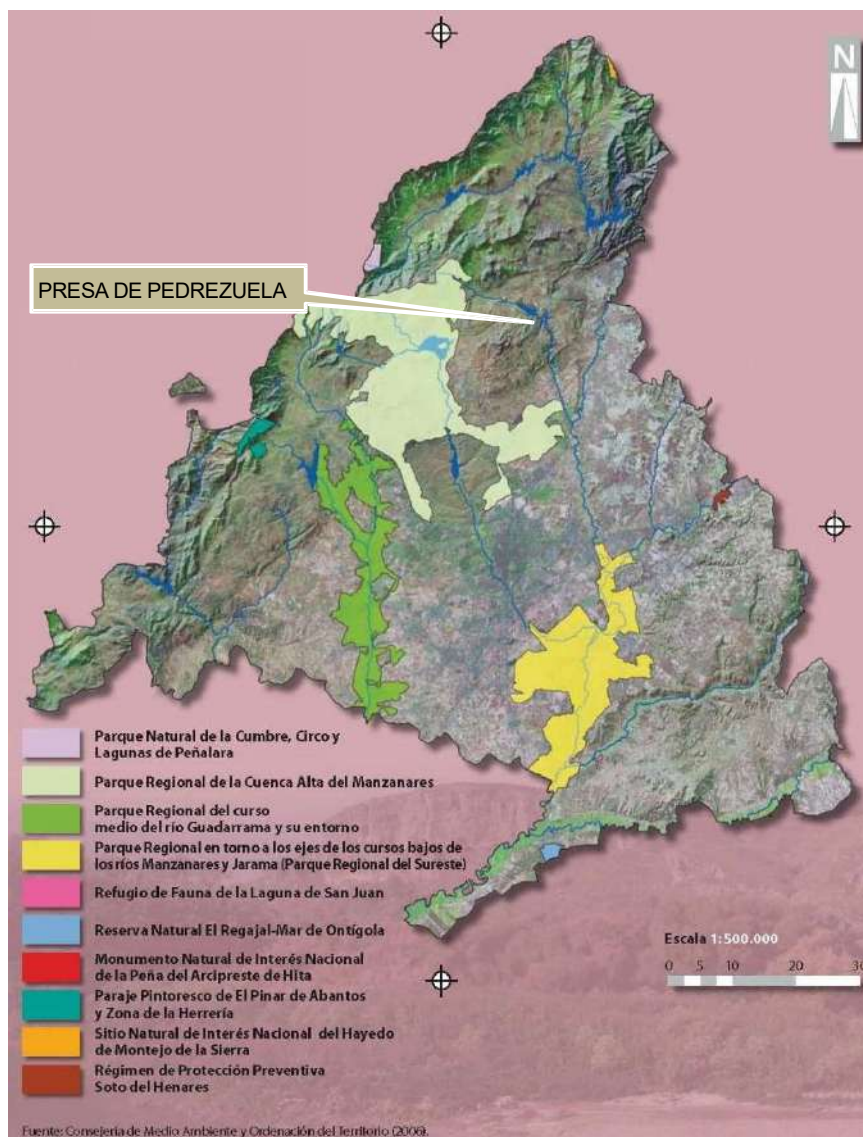 N
PRESA DE PEDREZUELA
Parque Natural de la Cumbre, Circo y
Lagunas de Peñalara
Parque Regional de la Cuenca Alta del Manzanares
Parque Regional del curso
medio del río Guadarrama y su entorno
Parque Regional en torno a los ejes de los cursos bajos de
los ríos Manzanares y Jarama (Parque Regional del Sureste)
Refugio de Fauna de la Laguna de San Juan
Reserva Natural El Regajal-Mar de Ontígola
Monumento Natural de Interés Nacional
de la Peña del Arcipreste de Hita
Paraje Pintoresco de El Pinar de Abantos
y Zona de la Herrería
Sitio Natural de Interés Nacional del Hayedo
de Montejo de la Sierra
Régimen de Protección Preventiva
Soto del Henares
Escala 1:500.000
0 5 10 20 30
Fuente: Consejería de Medio Ambiente y Ordenación del Territorio (2006).